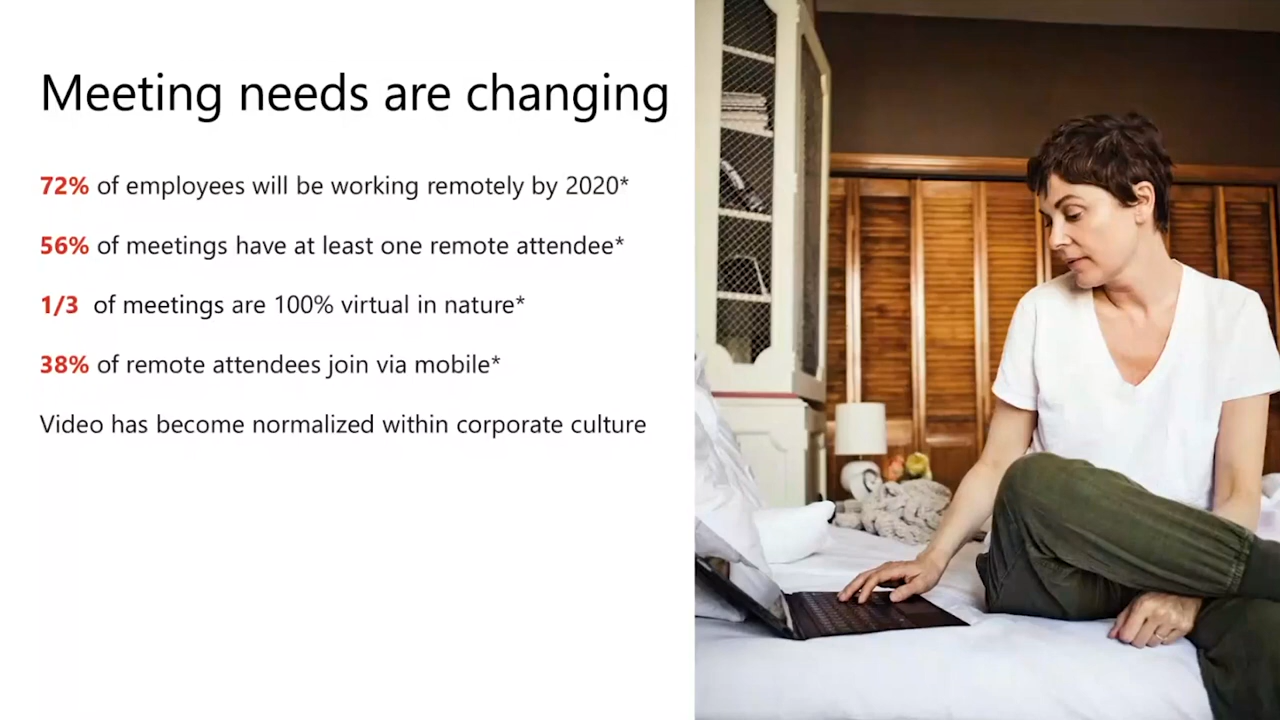 Meeting needs are changing
72% of employees will be working remotely by 2020*
56% of meetings have at least one remote attendee*
1/3 of meetings are 100% virtual in nature*
38% of remote attendees join via mobile*
Video has become normalized within corporate culture